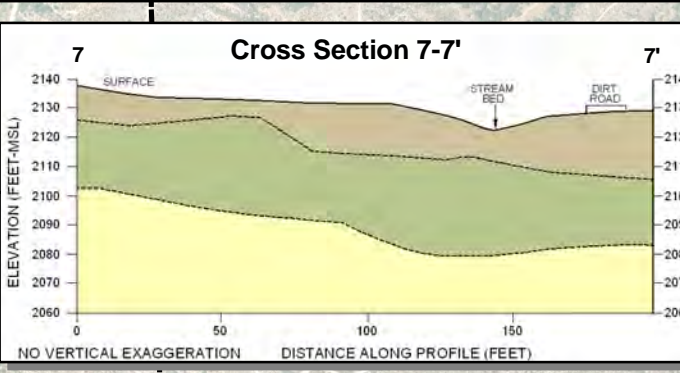 7 Cross Section 7-7' 7'
SURFACE
STREAM
BED
DIRT
ROAD
ELEVATION (FEET-MSL)
2140
2130
2120
2110
2100
2090
2080
2070
2060
0 50 100 150
NO VERTICAL EXAGGERATION DISTANCE ALONG PROFILE (FEET)